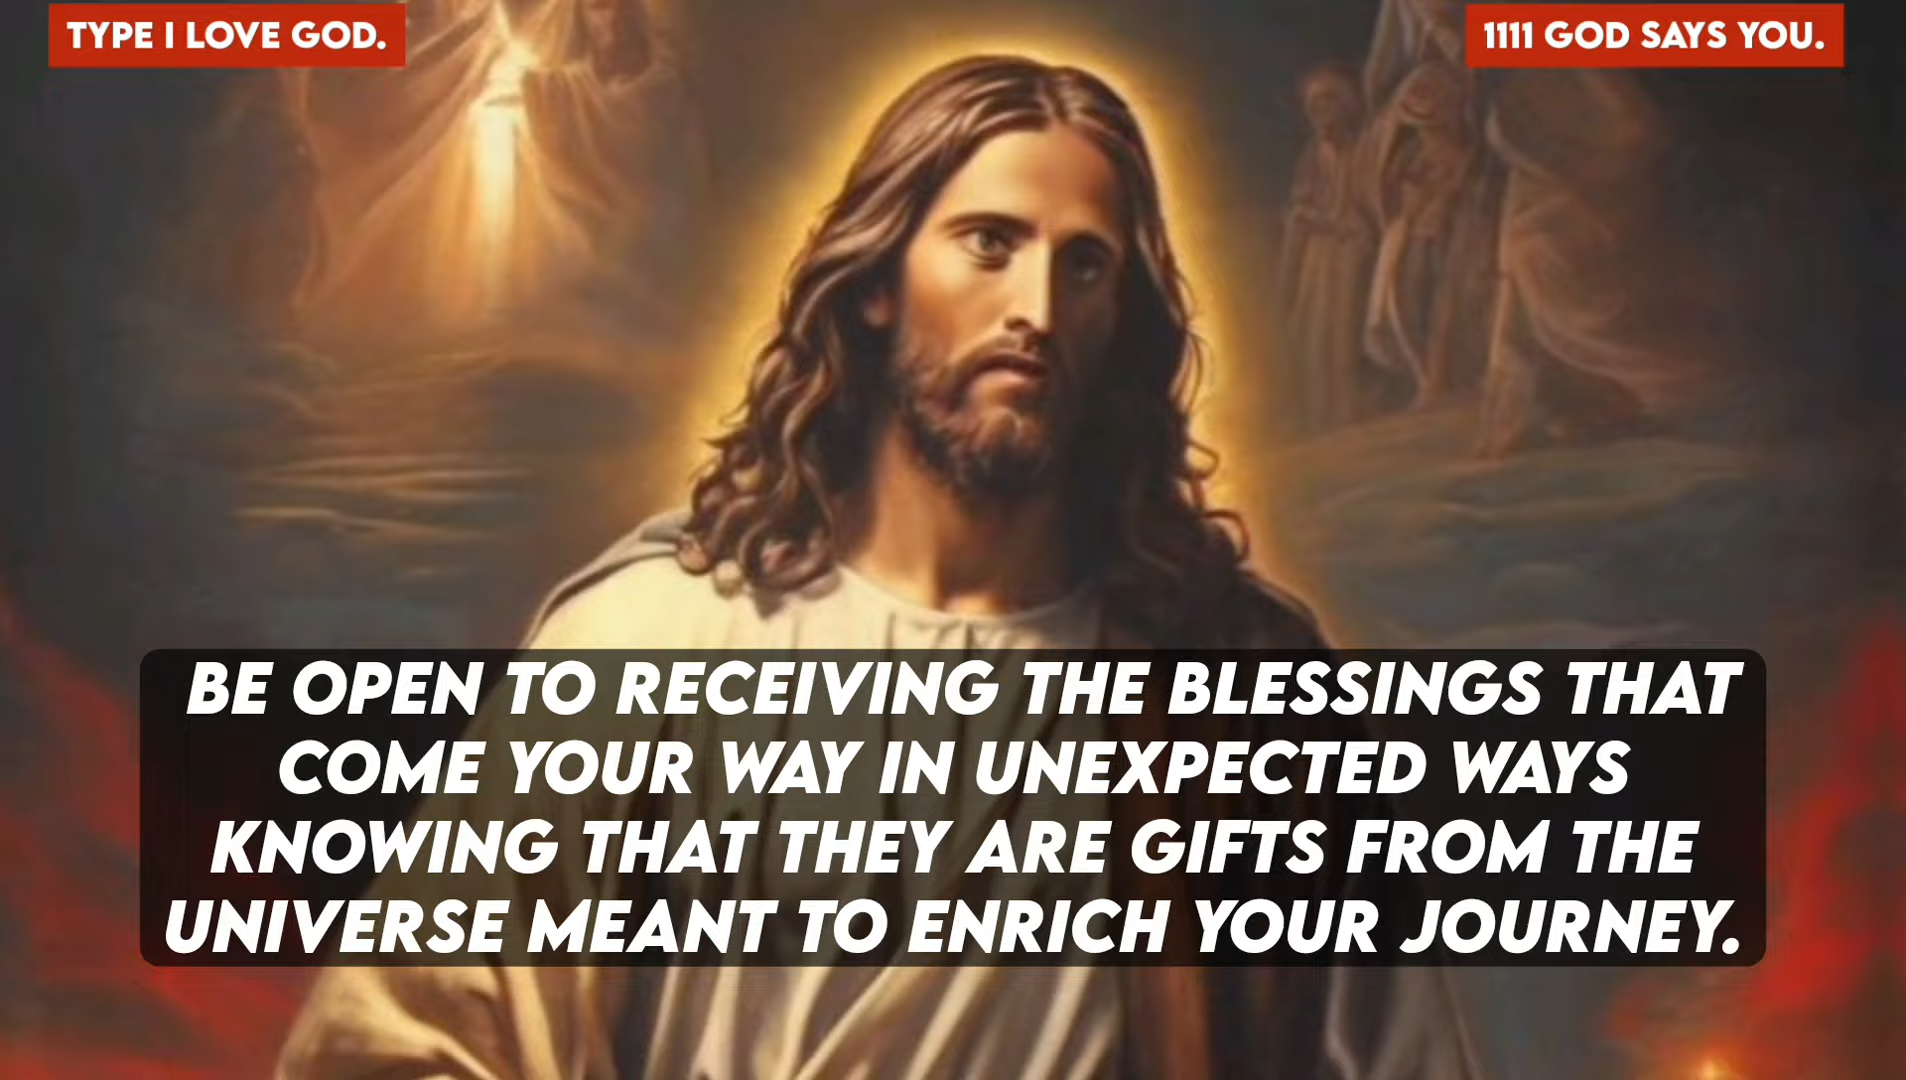 TYPE I LOVE GOD.
1111 GOD SAYS YOU.
BE OPEN TO RECEIVING THE BLESSINGS THAT
COME YOUR WAY IN UNEXPECTED WAYS
KNOWING THAT THEY ARE GIFTS FROM THE
UNIVERSE MEANT TO ENRICH YOUR JOURNEY.